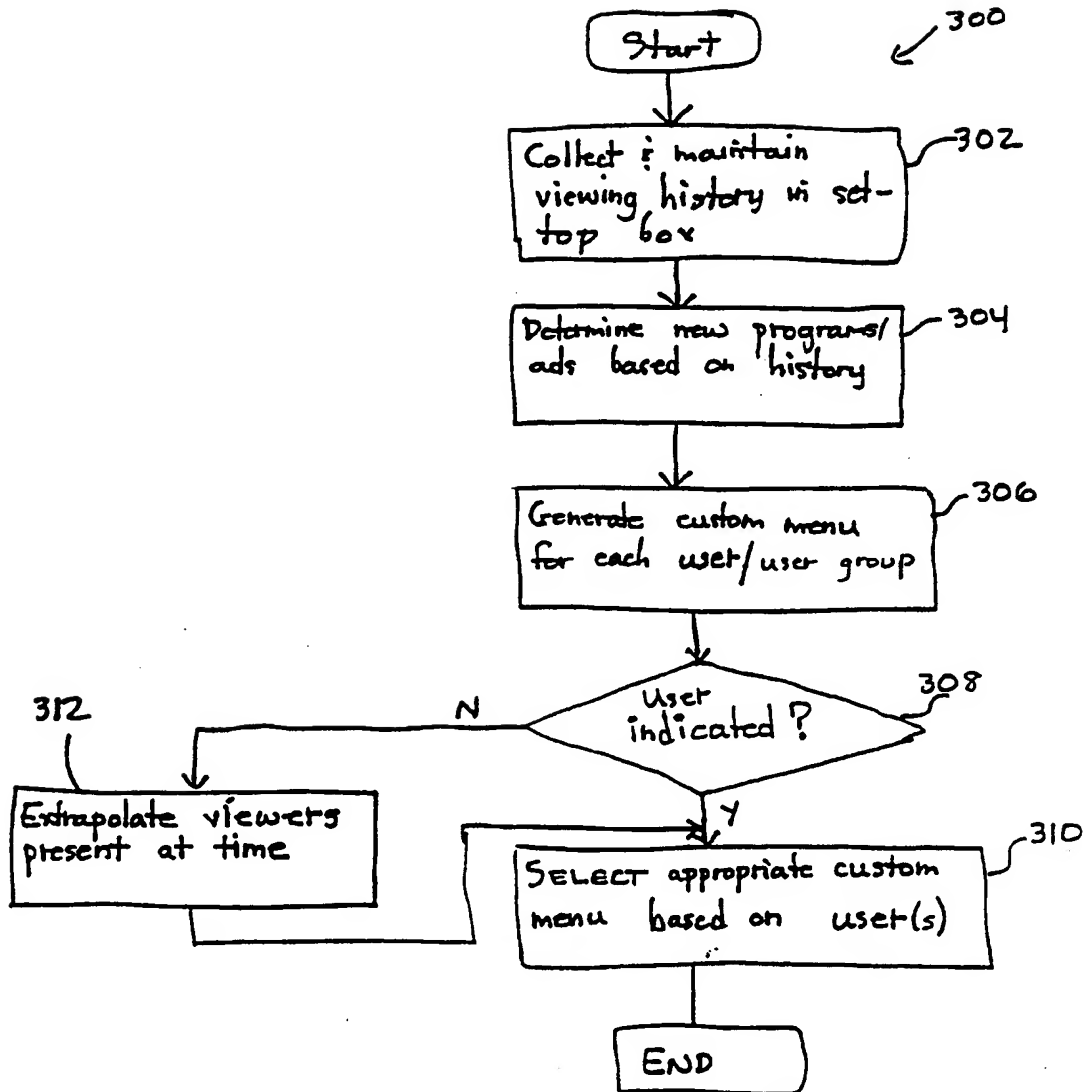 Start
300
Collect & maintain
viewing history in set-
top box
302
Determine new programs/
ads based on history
304
Generate custom menu
for each user/user group
306
User
indicated?
308
N
Y
312
Extrapolate viewers
present at time
SELECT appropriate custom
menu based on user(s)
310
END